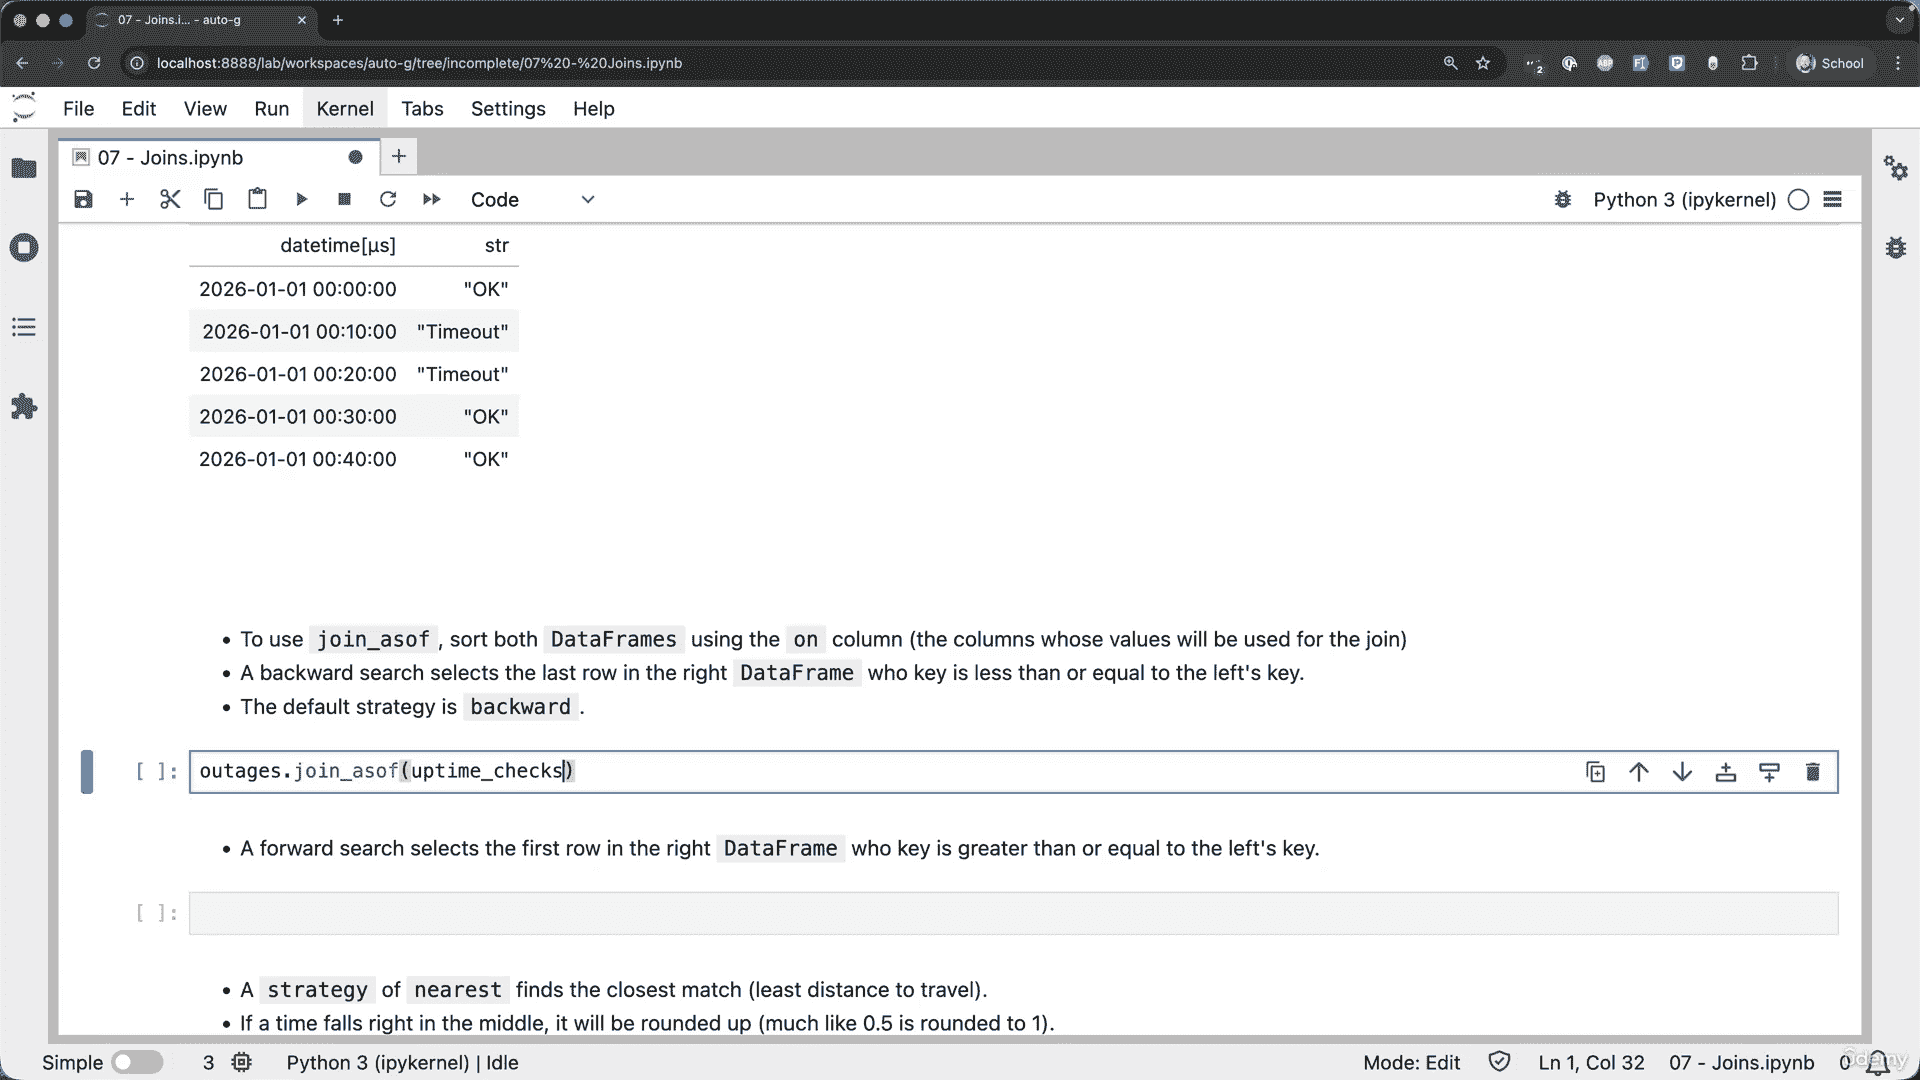 07 - Joins.i... - auto-g
localhost:8888/lab/workspaces/auto-g/tree/incomplete/07%20-%20Joins.ipynb
2
ABP
School
File Edit View Run Kernel Tabs Settings Help
07 - Joins.ipynb
Code
Python 3 (ipykernel)
datetime[μs] str
2026-01-01 00:00:00 "OK"
2026-01-01 00:10:00 "Timeout"
2026-01-01 00:20:00 "Timeout"
2026-01-01 00:30:00 "OK"
2026-01-01 00:40:00 "OK"
• To use join_asof, sort both DataFrames using the on column (the columns whose values will be used for the join)
• A backward search selects the last row in the right DataFrame who key is less than or equal to the left's key.
• The default strategy is backward.
[ ]: outages.join_asof(uptime_checks)
• A forward search selects the first row in the right DataFrame who key is greater than or equal to the left's key.
[ ]:
• A strategy of nearest finds the closest match (least distance to travel).
• If a time falls right in the middle, it will be rounded up (much like 0.5 is rounded to 1).
Simple 3 Python 3 (ipykernel) | Idle Mode: Edit Ln 1, Col 32 07 - Joins.ipynb 0
Udemy